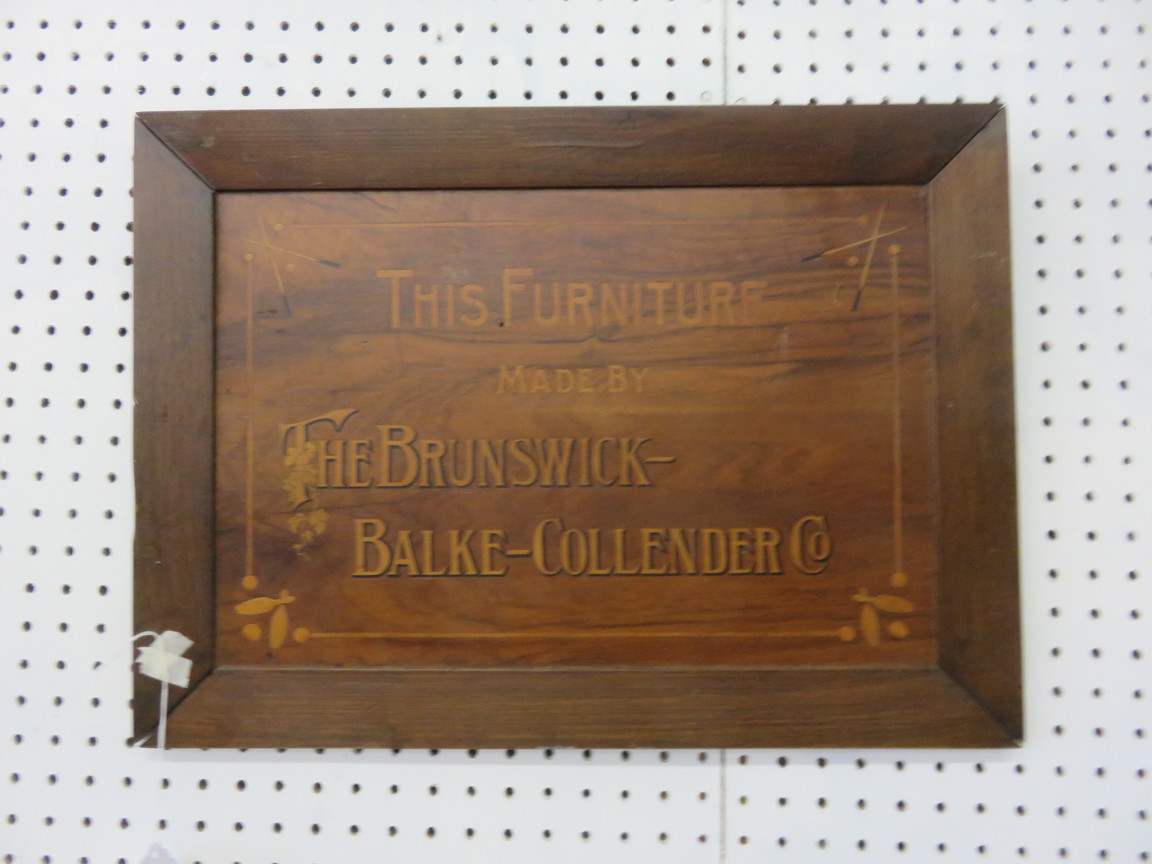 THIS FURNITURE
MADE BY
THE BRUNSWICK-
BALKE-COLLENDER CO